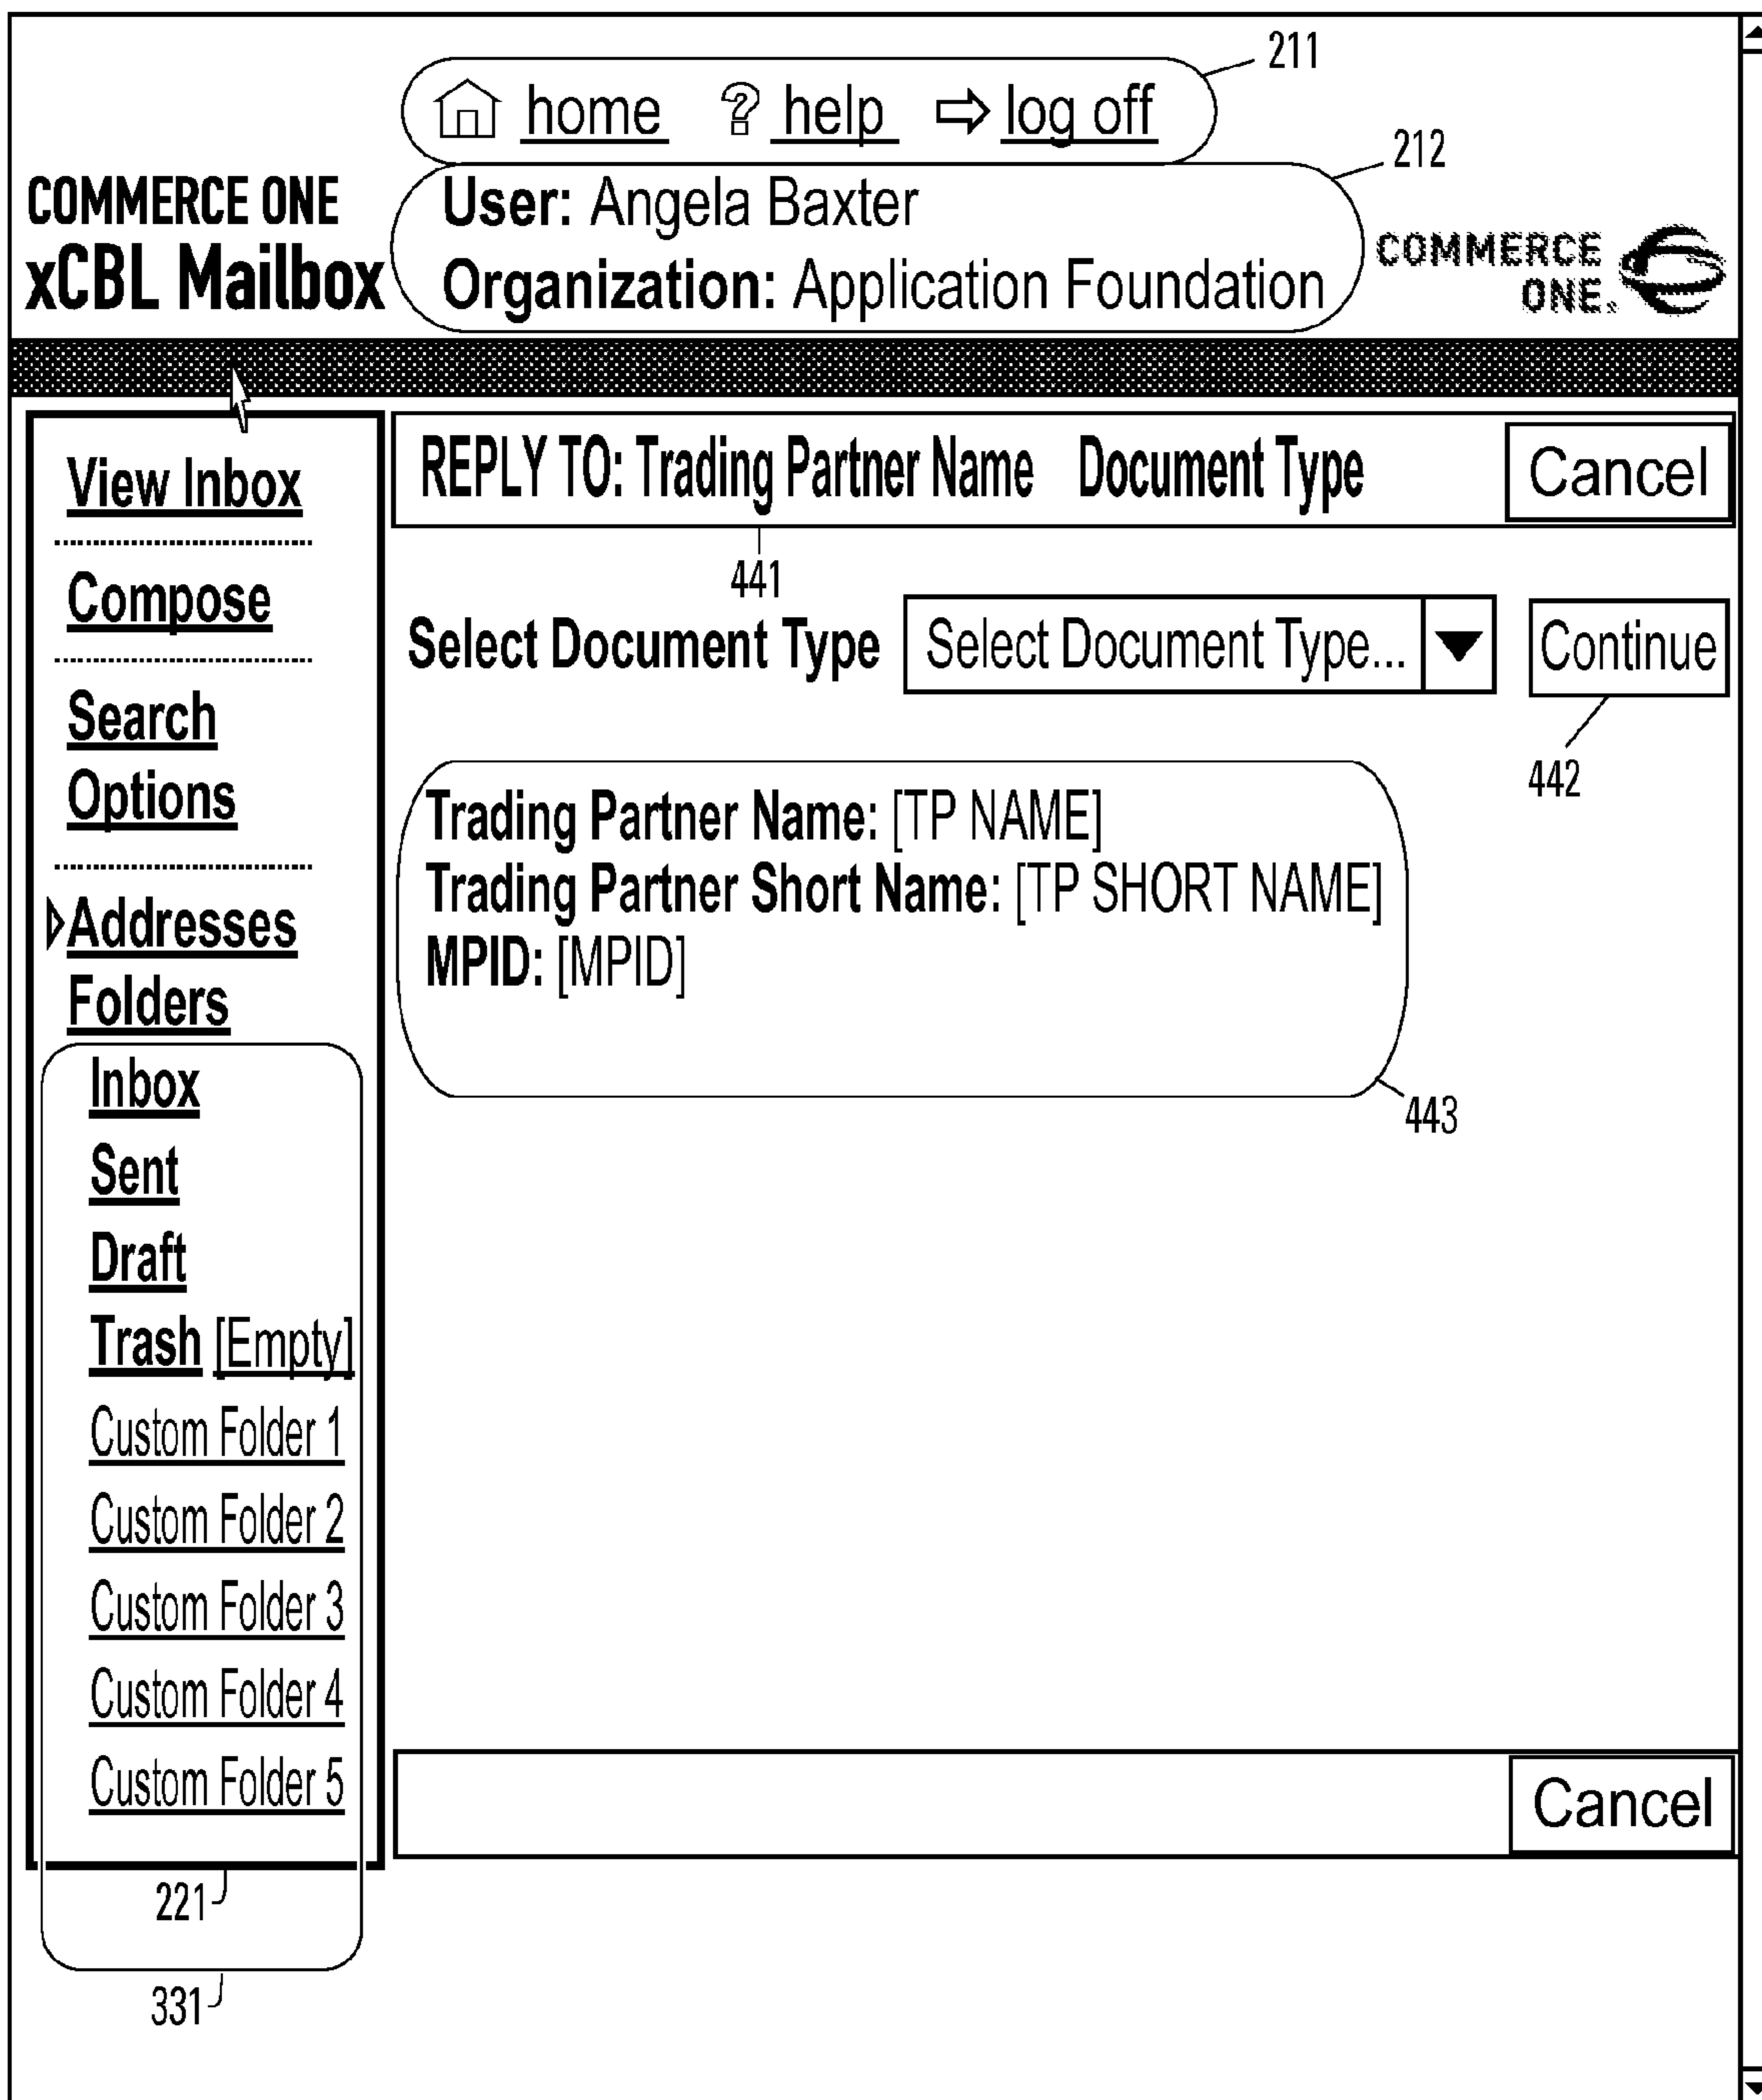 211
home ? help log off
212
COMMERCE ONE
xCBL Mailbox
User: Angela Baxter
Organization: Application Foundation
COMMERCE
ONE.
View Inbox
Compose
Search
Options
Addresses
Folders
Inbox
Sent
Draft
Trash [Empty]
Custom Folder 1
Custom Folder 2
Custom Folder 3
Custom Folder 4
Custom Folder 5
221
331
REPLY TO: Trading Partner Name Document Type Cancel
441
Select Document Type Select Document Type... Continue
442
Trading Partner Name: [TP NAME]
Trading Partner Short Name: [TP SHORT NAME]
MPID: [MPID]
443
Cancel